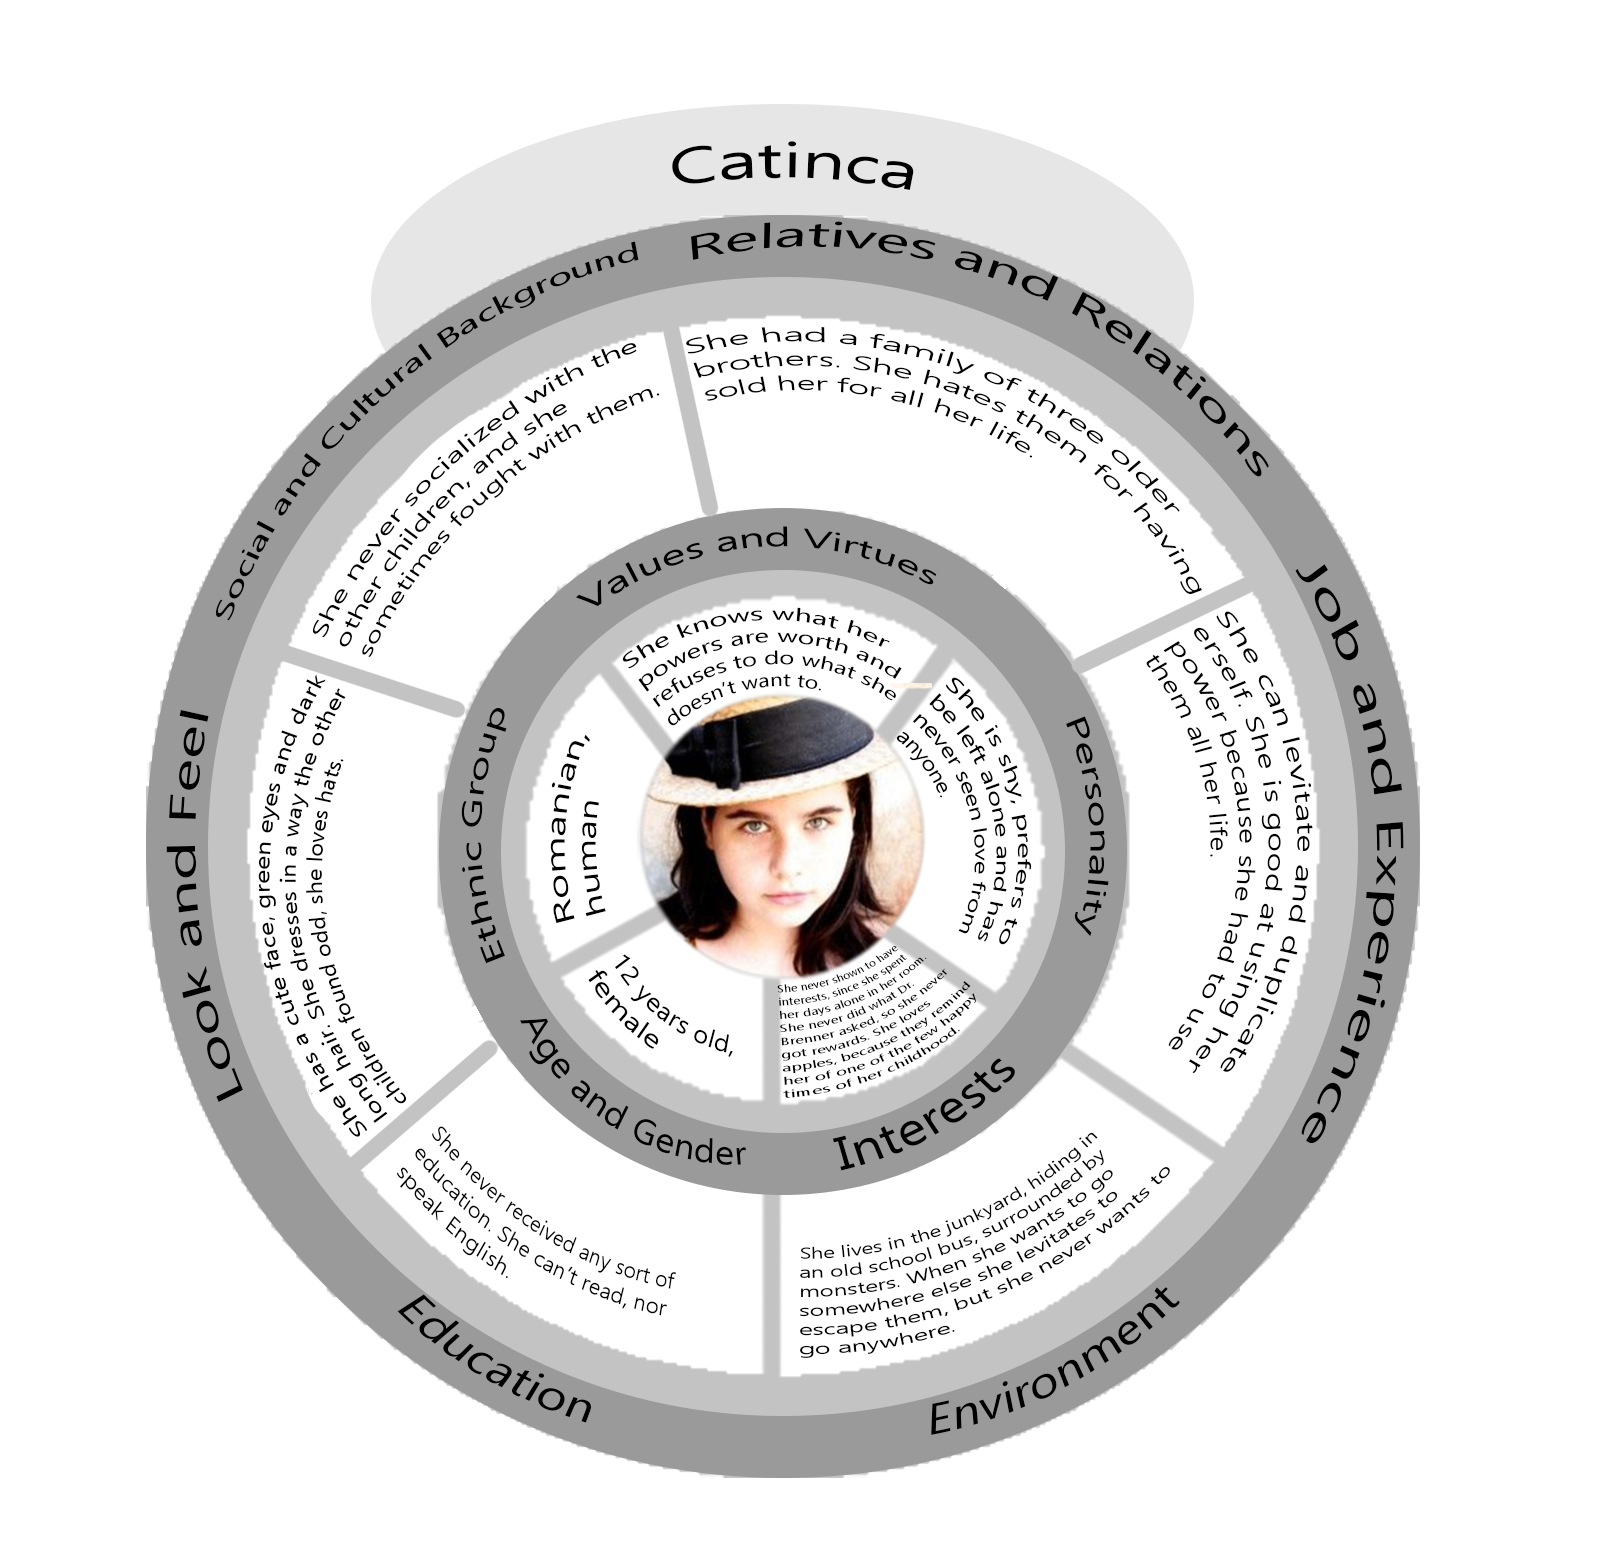 Catinca
Social and Cultural Background
She never socialized with the
other children, and she
sometimes fought with them.
Relatives and Relations
She had a family of three older
brothers. She hates them for having
sold her for all her life.
Job and Experience
She can levitate and duplicate
erself. She is good at using her
power because she had to use
them all her life.
Environment
She lives in the junkyard, hiding in
an old school bus, surrounded by
monsters. When she wants to go
somewhere else she levitates to
escape them, but she never wants to
go anywhere.
Education
She never received any sort of
education. She can't read, nor
speak English.
Look and Feel
She has a cute face, green eyes and dark
long hair. She dresses in a way the other
children found odd, she loves hats.
Values and Virtues
She knows what her
powers are worth and
refuses to do what she
doesn't want to.
Personality
She is shy, prefers to
be left alone and has
never seen love from
anyone.
Interests
She never shown to have
interests, since she spent
her days alone in her room.
She never did what Dr.
Brenner asked, so she never
got rewards. She loves
apples, because they remind
her of one of the few happy
times of her childhood.
Age and Gender
12 years old,
female
Ethnic Group
Romanian,
human